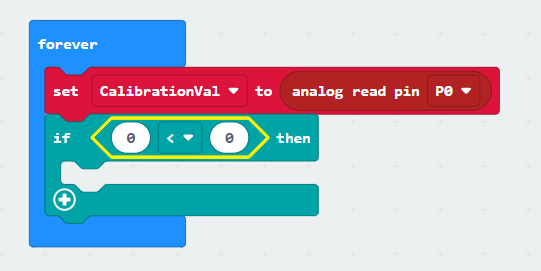 forever
set CalibrationVal to analog read pin P0
if 0 < 0 then